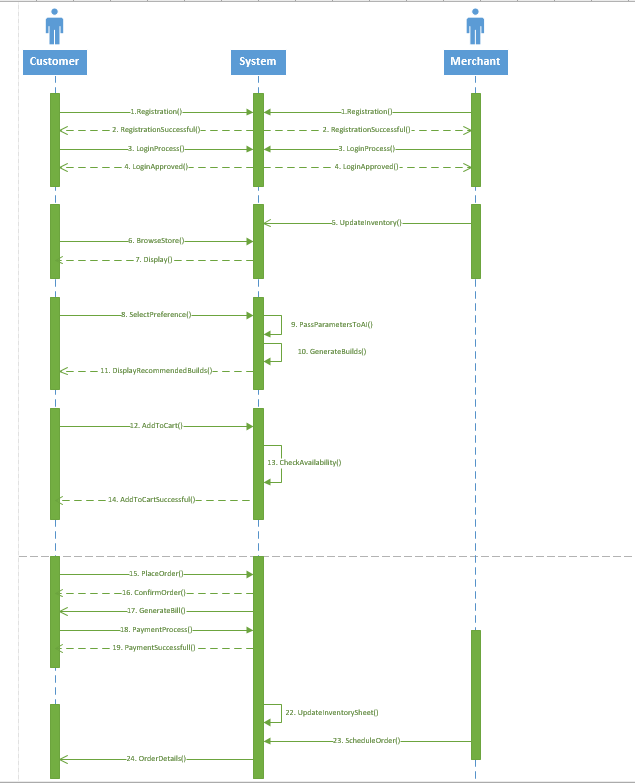 Customer
System
Merchant
1.Registration()
1.Registration()
2. RegistrationSuccessful()
2. RegistrationSuccessful()
3. LoginProcess()
3. LoginProcess()
4. LoginApproved()
4. LoginApproved()
5. UpdateInventory()
6. BrowseStore()
7. Display()
8. SelectPreference()
9. PassParametersToAI()
10. GenerateBuilds()
11. DisplayRecommendedBuilds()
12. AddToCart()
13. CheckAvailability()
14. AddToCartSuccessful()
15. PlaceOrder()
16. ConfirmOrder()
17. GenerateBill()
18. PaymentProcess()
19. PaymentSuccessfull()
22. UpdateInventorySheet()
23. ScheduleOrder()
24. OrderDetails()